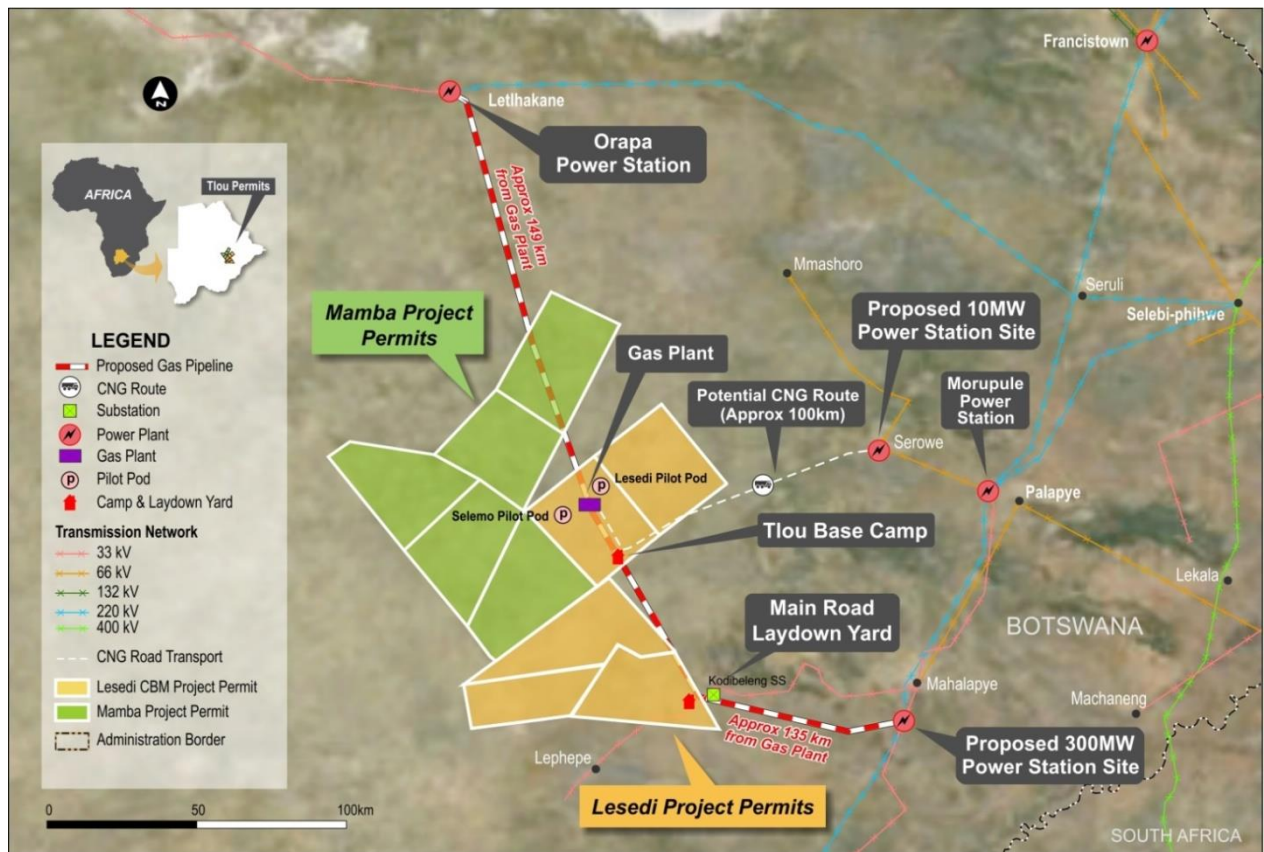 Francistown
N
Letlhakane
Orapa
Power Station
Approx 149 km
from Gas Plant
AFRICA
Tlou Permits
Mmashoro
Seruli
Selebi-phihwe
Mamba Project
Permits
Proposed 10MW
Power Station Site
Gas Plant
Potential CNG Route
(Approx 100km)
Morupule
Power
Station
Serowe
Palapye
P
Lesedi Pilot Pod
Selemo Pilot Pod
P
Tlou Base Camp
Lekala
Main Road
Laydown Yard
BOTSWANA
Kodibeleng SS
Mahalapye
Machaneng
Approx 135 km
from Gas Plant
Proposed 300MW
Power Station Site
Lephepe
Lesedi Project Permits
SOUTH AFRICA
LEGEND
Proposed Gas Pipeline
CNG Route
Substation
Power Plant
Gas Plant
P
Pilot Pod
Camp & Laydown Yard
Transmission Network
33 kV
66 kV
132 kV
220 kV
400 kV
CNG Road Transport
Lesedi CBM Project Permit
Mamba Project Permit
Administration Border
0 50 100km